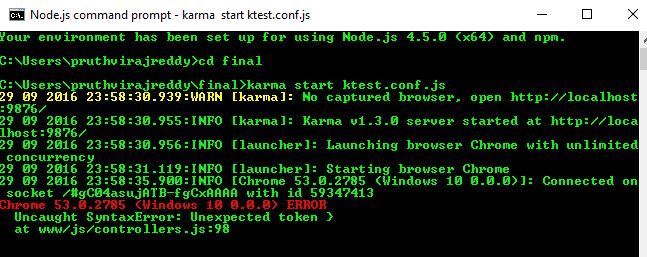 Node.js command prompt - karma  start ktest.conf.js
Your environment has been set up for using Node.js 4.5.0 (x64) and npm.
C:\Users\pruthvirajreddy>cd final
C:\Users\pruthvirajreddy\final>karma start ktest.conf.js
29 09 2016 23:58:30.939:WARN [karma]: No captured browser, open http://localhost
:9876/
29 09 2016 23:58:30.955:INFO [karma]: Karma v1.3.0 server started at http://loca
lhost:9876/
29 09 2016 23:58:30.956:INFO [launcher]: Launching browser Chrome with unlimited
 concurrency
29 09 2016 23:58:31.119:INFO [launcher]: Starting browser Chrome
29 09 2016 23:58:35.900:INFO [Chrome 53.0.2785 (Windows 10 0.0.0)]: Connected on
 socket /#gC04asujATB-fgCxAAAA with id 59347413
Chrome 53.0.2785 (Windows 10 0.0.0) ERROR
  Uncaught SyntaxError: Unexpected token }
  at www/js/controllers.js:98